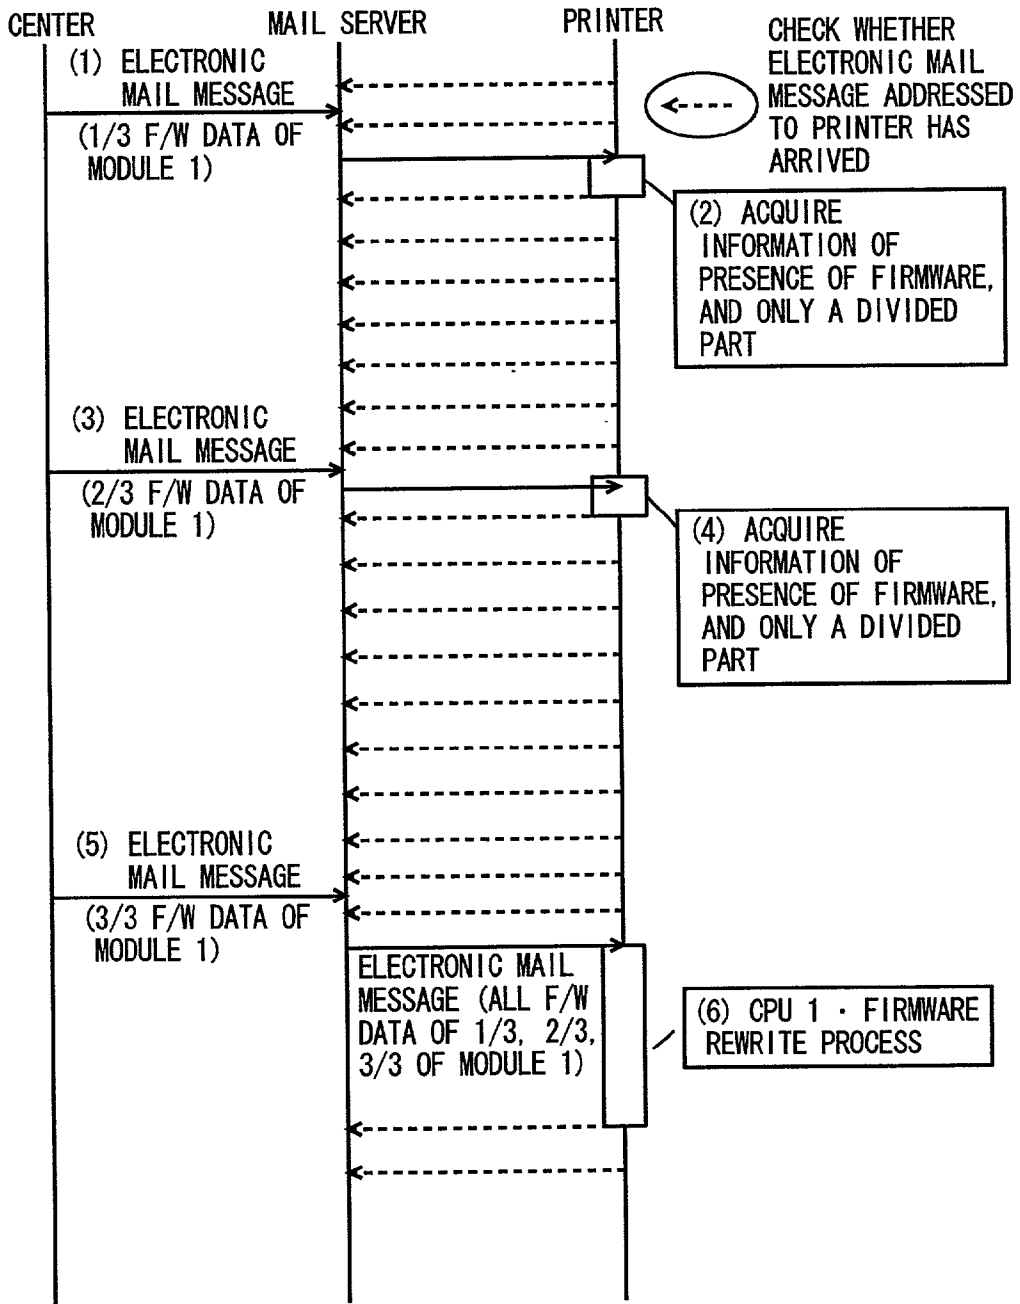 CENTER
MAIL SERVER
PRINTER
CHECK WHETHER
ELECTRONIC MAIL
MESSAGE ADDRESSED
TO PRINTER HAS
ARRIVED
(1) ELECTRONIC
MAIL MESSAGE
(1/3 F/W DATA OF
MODULE 1)
(2) ACQUIRE
INFORMATION OF
PRESENCE OF FIRMWARE,
AND ONLY A DIVIDED
PART
(3) ELECTRONIC
MAIL MESSAGE
(2/3 F/W DATA OF
MODULE 1)
(4) ACQUIRE
INFORMATION OF
PRESENCE OF FIRMWARE,
AND ONLY A DIVIDED
PART
(5) ELECTRONIC
MAIL MESSAGE
(3/3 F/W DATA OF
MODULE 1)
ELECTRONIC MAIL
MESSAGE (ALL F/W
DATA OF 1/3, 2/3,
3/3 OF MODULE 1)
(6) CPU 1 · FIRMWARE
REWRITE PROCESS